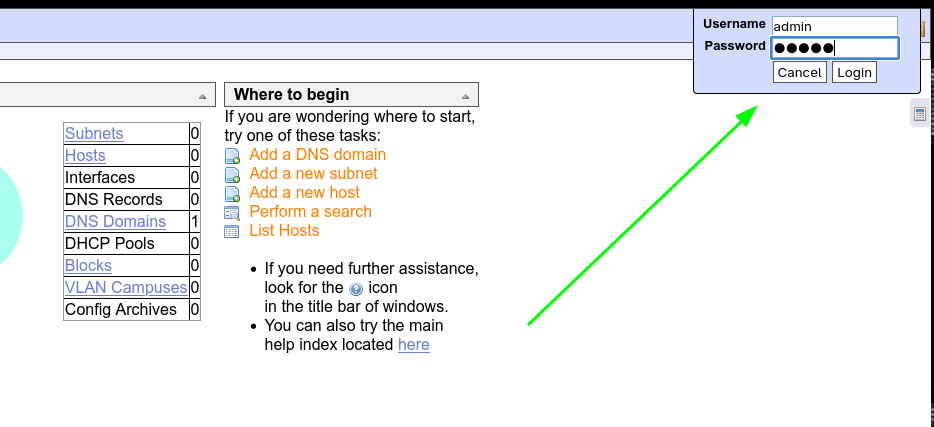 Username admin
Password ●●●●●
Cancel Login
Where to begin
If you are wondering where to start,
try one of these tasks:
Add a DNS domain
Add a new subnet
Add a new host
Perform a search
List Hosts
• If you need further assistance,
look for the ? icon
in the title bar of windows.
• You can also try the main
help index located here
Subnets 0
Hosts 0
Interfaces 0
DNS Records 0
DNS Domains 1
DHCP Pools 0
Blocks 0
VLAN Campuses 0
Config Archives 0